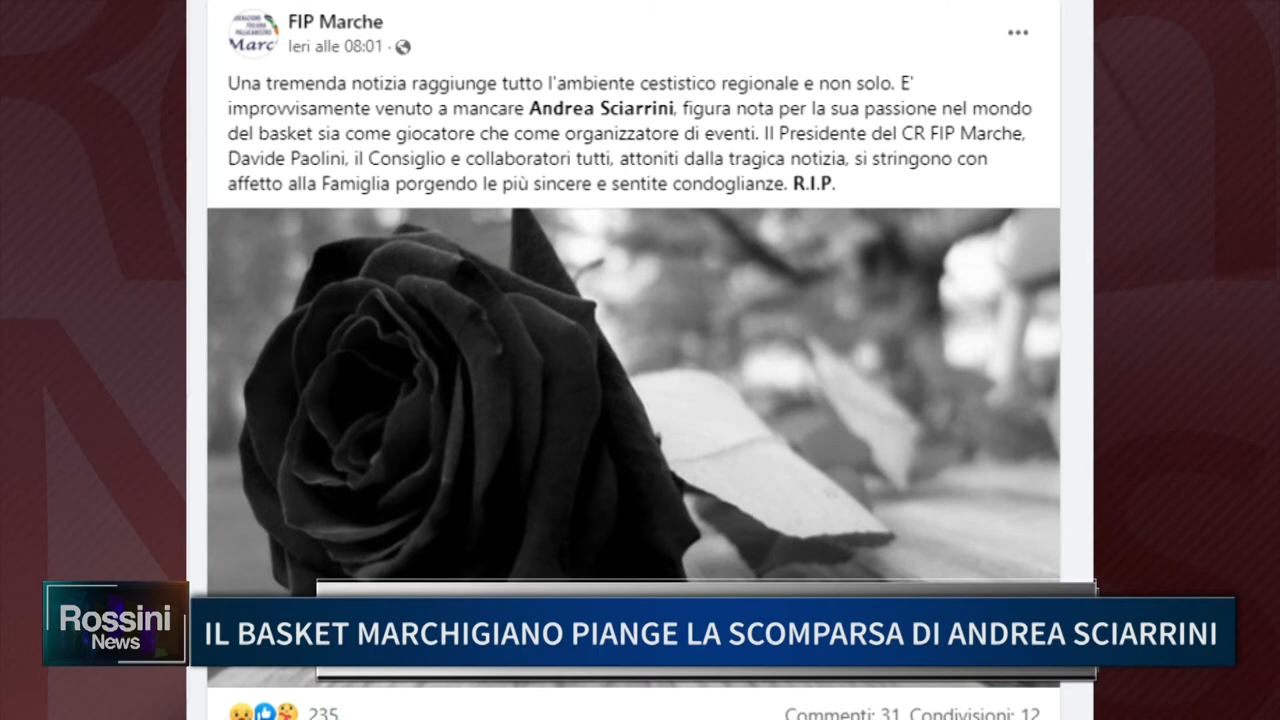 FIP Marche
Ieri alle 08:01 ·
Marc
Una tremenda notizia raggiunge tutto l'ambiente cestistico regionale e non solo. E'
improvvisamente venuto a mancare Andrea Sciarrini, figura nota per la sua passione nel mondo
del basket sia come giocatore che come organizzatore di eventi. Il Presidente del CR FIP Marche,
Davide Paolini, il Consiglio e collaboratori tutti, attoniti dalla tragica notizia, si stringono con
affetto alla Famiglia porgendo le più sincere e sentite condoglianze. R.I.P.
Rossini
News
IL BASKET MARCHIGIANO PIANGE LA SCOMPARSA DI ANDREA SCIARRINI
235
Commenti: 31 Condivisioni: 12